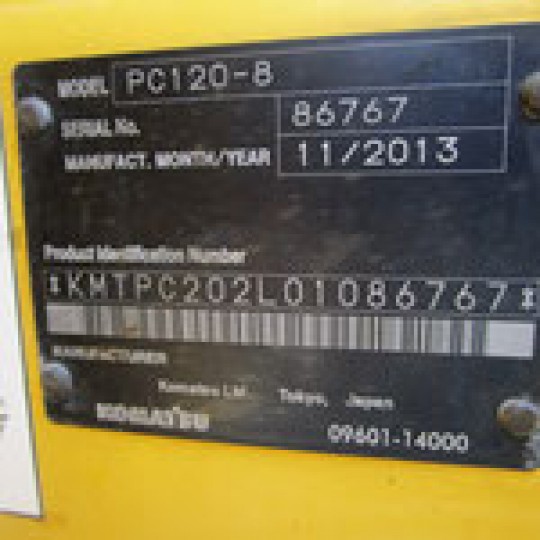 MODEL PC120-8
SERIAL No. 86767
MANUFACT. MONTH/YEAR 11/2013
Product Identification Number
*KMTPC202L01086767*
MANUFACTURER
Komatsu Ltd. Tokyo, Japan
KOMATSU
09601-14000